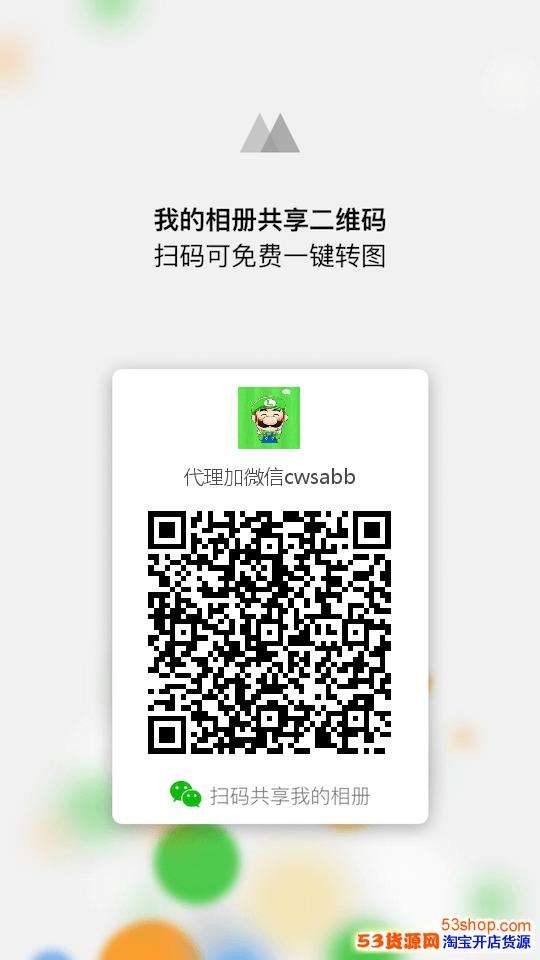 我的相册共享二维码
扫码可免费一键转图
代理加微信cwsabb
扫码共享我的相册
53shop.com
53货源网 淘宝开店货源